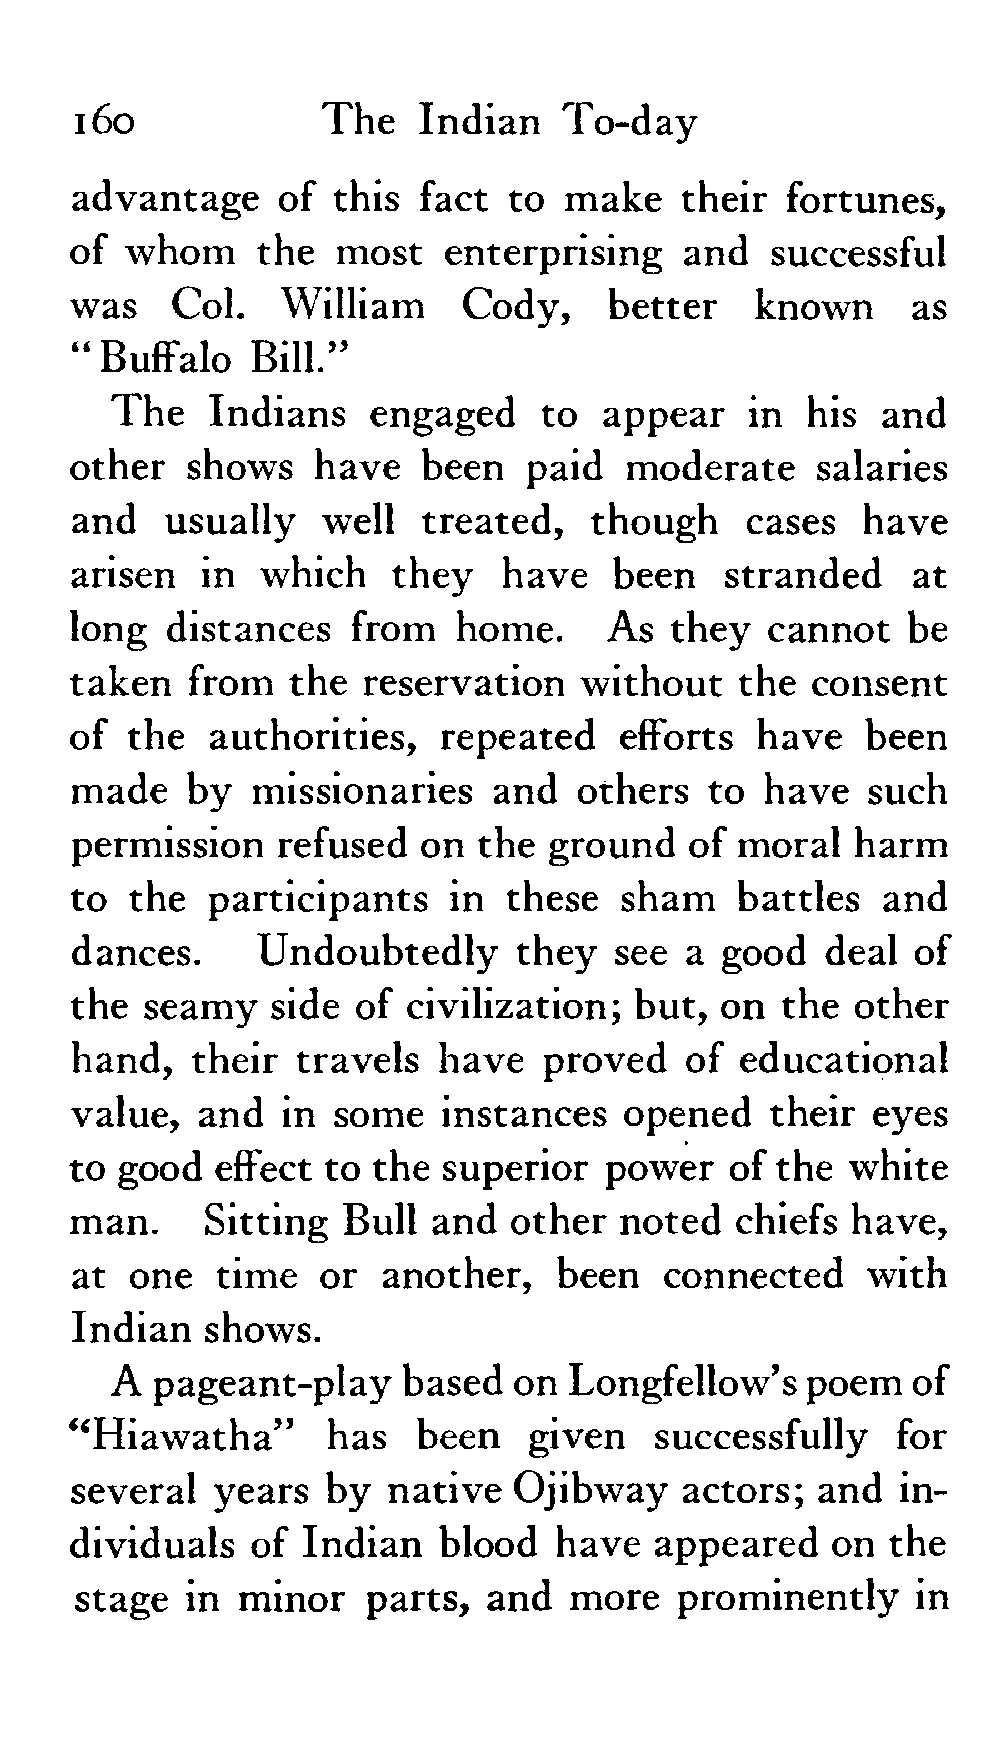 160 The Indian To-day
advantage of this fact to make their fortunes,
of whom the most enterprising and successful
was Col. William Cody, better known as
“Buffalo Bill.”
The Indians engaged to appear in his and
other shows have been paid moderate salaries
and usually well treated, though cases have
arisen in which they have been stranded at
long distances from home. As they cannot be
taken from the reservation without the consent
of the authorities, repeated efforts have been
made by missionaries and others to have such
permission refused on the ground of moral harm
to the participants in these sham battles and
dances. Undoubtedly they see a good deal of
the seamy side of civilization; but, on the other
hand, their travels have proved of educational
value, and in some instances opened their eyes
to good effect to the superior power of the white
man. Sitting Bull and other noted chiefs have,
at one time or another, been connected with
Indian shows.
A pageant-play based on Longfellow’s poem of
“Hiawatha” has been given successfully for
several years by native Ojibway actors; and in-
dividuals of Indian blood have appeared on the
stage in minor parts, and more prominently in